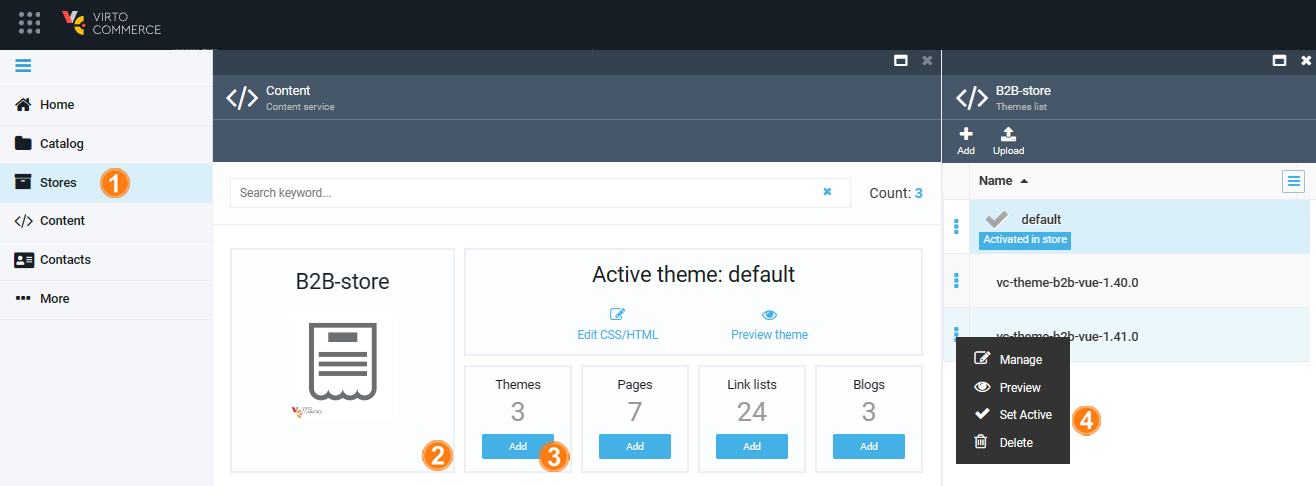 VIRTO
COMMERCE
Home
Catalog
Stores
1
Content
Contacts
More
Content
Content service
Search keyword...
Count: 3
B2B-store
VIRTO
COMMERCE
2
Active theme: default
Edit CSS/HTML
Preview theme
Themes
3
Add
3
Pages
7
Add
Link lists
24
Add
Blogs
3
Add
B2B-store
Themes list
Add
Upload
Name
default
Activated in store
vc-theme-b2b-vue-1.40.0
vc-theme-b2b-vue-1.41.0
Manage
Preview
Set Active
4
Delete